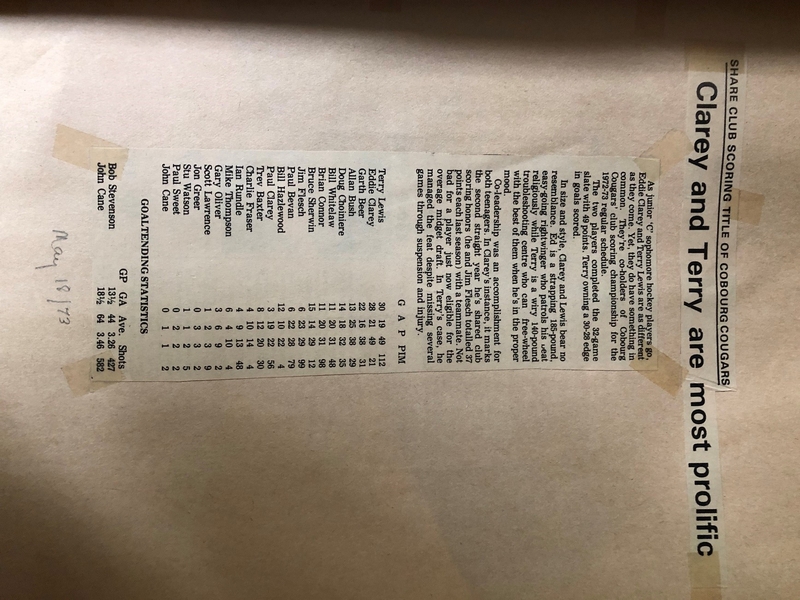 SHARE CLUB SCORING TITLE OF COBOURG COUGARS
Clarey and Terry are most prolific
As junior 'C' sophomore hockey players go,
Eddie Clarey and Terry Lewis are as different
as they come. Yet, they do have something in
common. They're co-holders of Cobourg
Cougars' club scoring championship for the
1972-73 regular schedule.
The two players completed the 32-game
slate with 49 points, Terry owning a 30-28 edge
in goals scored.
In size and style, Clarey and Lewis bear no
resemblance. Ed is a strapping 185-pound,
easy-going rightwinger who patrols his beat
religiously while Terry is a wiry 140-pound
troubleshooting centre who can free-wheel
with the best of them when he's in the proper
mood.
Co-leadership was an accomplishment for
both teenagers. In Clarey's instance, it marks
the second straight year he's shared club
scoring honors (he and Jim Flesch totalled 37
points each last season) with a teammate. Not
bad for a player just now eligible for the
overage midget draft. In Terry's case, he
managed the feat despite missing several
games through suspension and injury.
G A P PIM
Terry Lewis 30 19 49 112
Eddie Clarey 28 21 49 21
Garth Beer 22 16 38 31
Allan Bush 13 25 38 29
Doug Choiniere 14 18 32 35
Bill Whitelaw 11 20 31 48
Brian Connor 11 20 31 98
Bruce Sherwin 15 14 29 12
Jim Flesch 6 23 29 99
Paul Bevan 6 22 28 79
Bill Hazlewood 12 10 22 4
Paul Clarey 3 19 22 56
Trev Baxter 8 12 20 30
Charlie Fraser 4 10 14 4
Ian Rundle 4 9 13 48
Mike Thompson 6 4 10 4
Gary Oliver 3 6 9 2
Scott Lawrence 1 2 3 9
Joel Greer 1 2 3 2
Stu Watson 1 1 2 5
Paul Sweet 0 2 2 2
John Cane 0 1 1 2
GOALTENDING STATISTICS
GP GA Ave. Shots
Bob Stevenson 13½ 44 3.26 427
John Cane 18½ 64 3.46 582
May 18/73